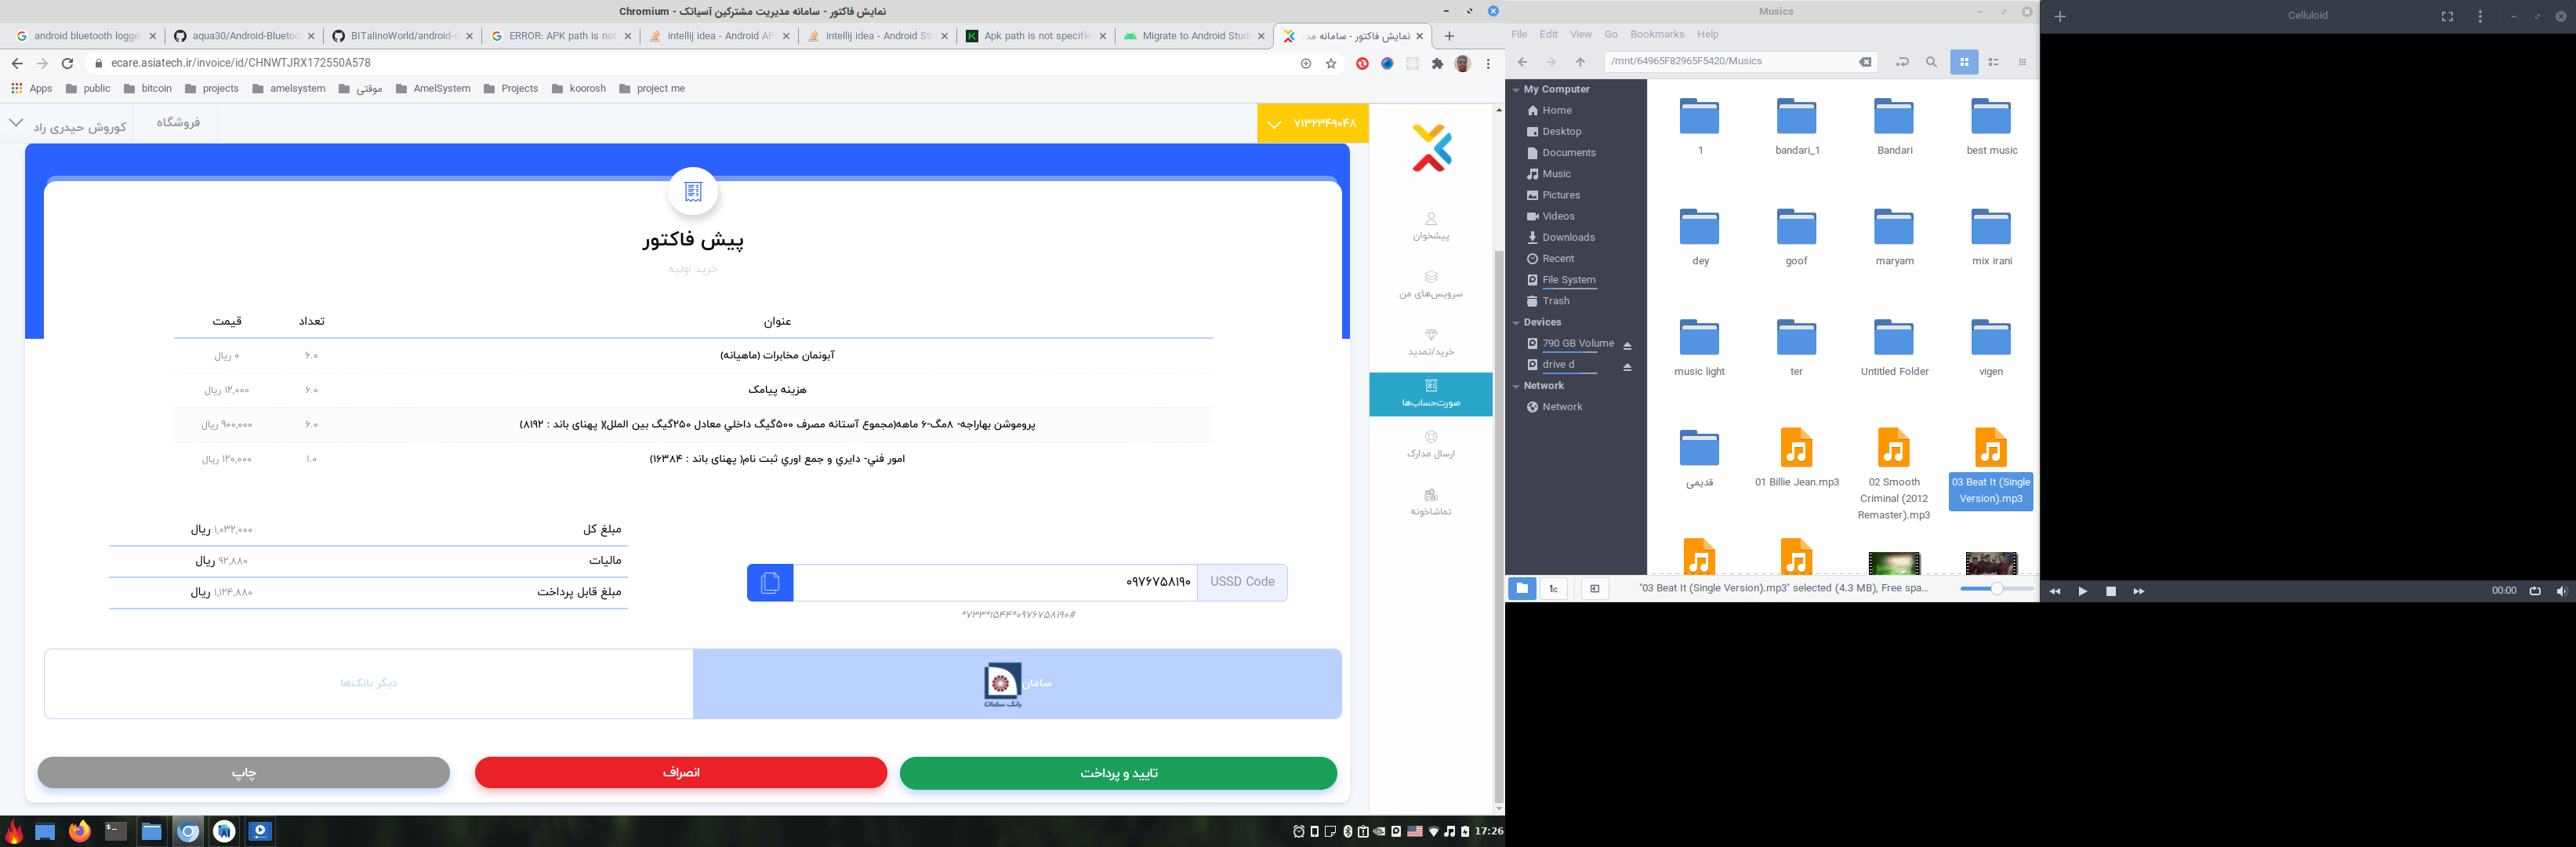 نمایش فاکتور - سامانه مدیریت مشترکین آسیاتک - Chromium
android bluetooth logge
aqua30/Android-Bluetoo
BITalinoWorld/android-c
ERROR: APK path is not
intellij idea - Android AP
intellij idea - Android Stu
Apk path is not specifie
Migrate to Android Stud
نمایش فاکتور - سامانه مد
ecare.asiatech.ir/invoice/id/CHNWTJRX172550A578
Apps public bitcoin projects amelsystem موقتی AmelSystem Projects koorosh project me
کوروش حیدری راد
فروشگاه
۷۱۳۲۳۴۹۰۴۸
پیشخوان
سرویس‌های من
خرید/تمدید
صورت‌حساب‌ها
ارسال مدارک
تماشاخونه
پیش فاکتور
خرید اولیه
عنوان تعداد قیمت
آبونمان مخابرات (ماهیانه) ۶.۰ ۰ ریال
هزینه پیامک ۶.۰ ۱۲,۰۰۰ ریال
پروموشن بهاراجه- ۸مگ-۶ ماهه(مجموع آستانه مصرف ۵۰۰گیگ داخلي معادل ۲۵۰گیگ بین الملل)( پهنای باند : ۸۱۹۲) ۶.۰ ۹۰۰,۰۰۰ ریال
امور فني- دايري و جمع اوري ثبت نام( پهنای باند : ۱۶۳۸۴) ۱.۰ ۱۲۰,۰۰۰ ریال
مبلغ کل ۱,۰۳۲,۰۰۰ ریال
مالیات ۹۲,۸۸۰ ریال
مبلغ قابل پرداخت ۱,۱۲۴,۸۸۰ ریال
USSD Code ۰۹۷۶۷۵۸۱۹۰
*۷۳۳*۱۵۴۴*۰۹۷۶۷۵۸۱۹۰#
سامان
بانک سامان
دیگر بانک‌ها
تایید و پرداخت
انصراف
چاپ
17:26
Musics
File Edit View Go Bookmarks Help
/mnt/64965F82965F5420/Musics
My Computer
Home
Desktop
Documents
Music
Pictures
Videos
Downloads
Recent
File System
Trash
Devices
790 GB Volume
drive d
Network
Network
1 bandari_1 Bandari best music
dey goof maryam mix irani
music light ter Untitled Folder vigen
قدیمی
01 Billie Jean.mp3
02 Smooth Criminal (2012 Remaster).mp3
03 Beat It (Single Version).mp3
"03 Beat It (Single Version).mp3" selected (4.3 MB), Free spa...
Celluloid
00:00